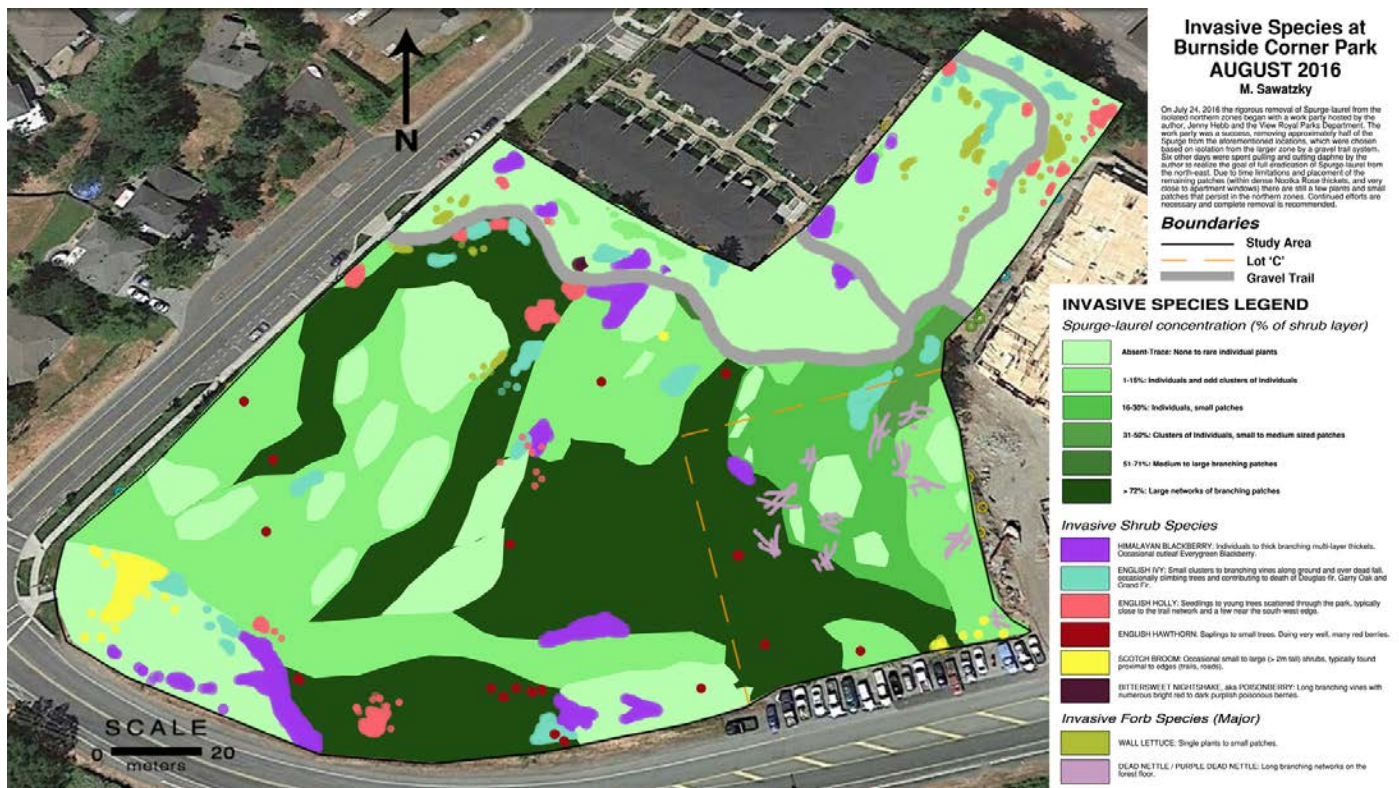 Invasive Species at
Burnside Corner Park
AUGUST 2016
M. Sawatzky
On July 24, 2016 the rigorous removal of Spurge-laurel from the
isolated northern zones began with a work party hosted by the
author, Jenny Hebb and the View Royal Parks Department. The
work party was a success, removing approximately half of the
Spurge from the aforementioned locations, which were chosen
based on isolation from the larger zone by a gravel trail system.
Six other days were spent pulling and cutting daphne by the
author to realize the goal of full eradication of Spurge-laurel from
the north-east. Due to time limitations and placement of the
remaining patches (within dense Nootka Rose thickets, and very
close to apartment windows) there are still a few plants and small
patches that persist in the northern zones. Continued efforts are
necessary and complete removal is recommended.
Boundaries
Study Area
Lot 'C'
Gravel Trail
INVASIVE SPECIES LEGEND
Spurge-laurel concentration (% of shrub layer)
Absent-Trace: None to rare individual plants
1-15%: Individuals and odd clusters of individuals
16-30%: Individuals, small patches
31-50%: Clusters of Individuals, small to medium sized patches
51-71%: Medium to large branching patches
> 72%: Large networks of branching patches
Invasive Shrub Species
HIMALAYAN BLACKBERRY: Individuals to thick branching multi-layer thickets.
Occasional cutleaf Evergreen Blackberry.
ENGLISH IVY: Small clusters to branching vines along ground and over dead fall,
occasionally climbing trees and contributing to death of Douglas-fir, Garry Oak and
Grand Fir.
ENGLISH HOLLY: Seedlings to young trees scattered through the park, typically
close to the trail network and a few near the south-west edge.
ENGLISH HAWTHORN: Saplings to small trees. Doing very well, many red berries.
SCOTCH BROOM: Occasional small to large (> 2m tall) shrubs, typically found
proximal to edges (trails, roads).
BITTERSWEET NIGHTSHAKE, aka POISONBERRY: Long branching vines with
numerous bright red to dark purplish poisonous berries.
Invasive Forb Species (Major)
WALL LETTUCE: Single plants to small patches.
DEAD NETTLE / PURPLE DEAD NETTLE: Long branching networks on the
forest floor.
N
SCALE
0 20
meters